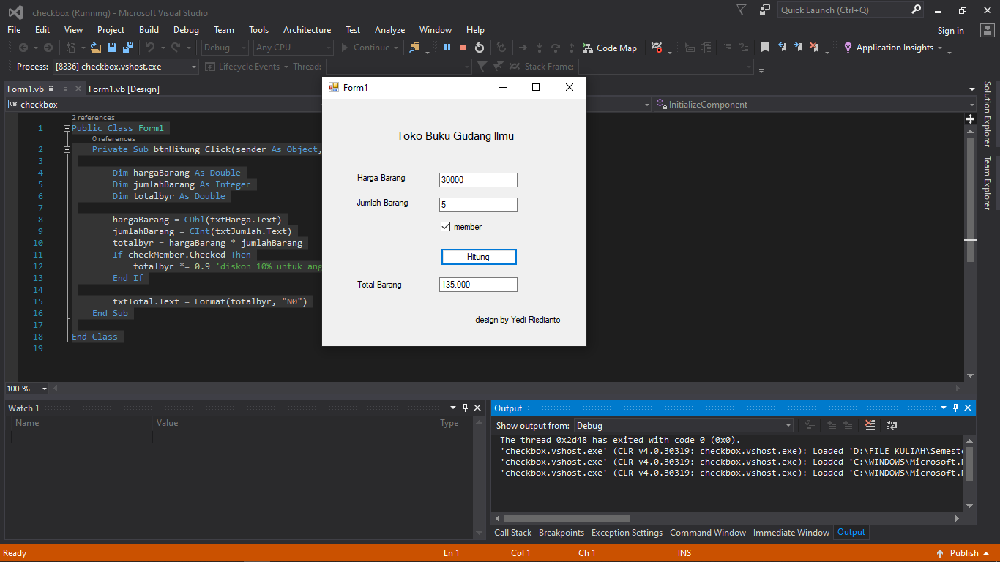 checkbox (Running) - Microsoft Visual Studio
Quick Launch (Ctrl+Q)
File Edit View Project Build Debug Team Tools Architecture Test Analyze Window Help
Sign in
Debug Any CPU Continue Code Map Application Insights
Process: [8336] checkbox.vshost.exe Lifecycle Events Thread: Stack Frame:
Form1.vb Form1.vb [Design]
VB checkbox
InitializeComponent
Solution Explorer
Team Explorer
2 references
1 Public Class Form1
0 references
2 Private Sub btnHitung_Click(sender As Object,
3
4 Dim hargaBarang As Double
5 Dim jumlahBarang As Integer
6 Dim totalbyr As Double
7
8 hargaBarang = CDbl(txtHarga.Text)
9 jumlahBarang = CInt(txtJumlah.Text)
10 totalbyr = hargaBarang * jumlahBarang
11 If checkMember.Checked Then
12 totalbyr *= 0.9 'diskon 10% untuk ang
13 End If
14
15 txtTotal.Text = Format(totalbyr, "N0")
16 End Sub
17
18 End Class
19
Form1
Toko Buku Gudang Ilmu
Harga Barang 30000
Jumlah Barang 5
member
Hitung
Total Barang 135,000
design by Yedi Risdianto
100 %
Watch 1
Name Value Type
Output
Show output from: Debug
The thread 0x2d48 has exited with code 0 (0x0).
'checkbox.vshost.exe' (CLR v4.0.30319: checkbox.vshost.exe): Loaded 'D:\FILE KULIAH\Semeste
'checkbox.vshost.exe' (CLR v4.0.30319: checkbox.vshost.exe): Loaded 'C:\WINDOWS\Microsoft.N
'checkbox.vshost.exe' (CLR v4.0.30319: checkbox.vshost.exe): Loaded 'C:\WINDOWS\Microsoft.N
Call Stack Breakpoints Exception Settings Command Window Immediate Window Output
Ready Ln 1 Col 1 Ch 1 INS Publish